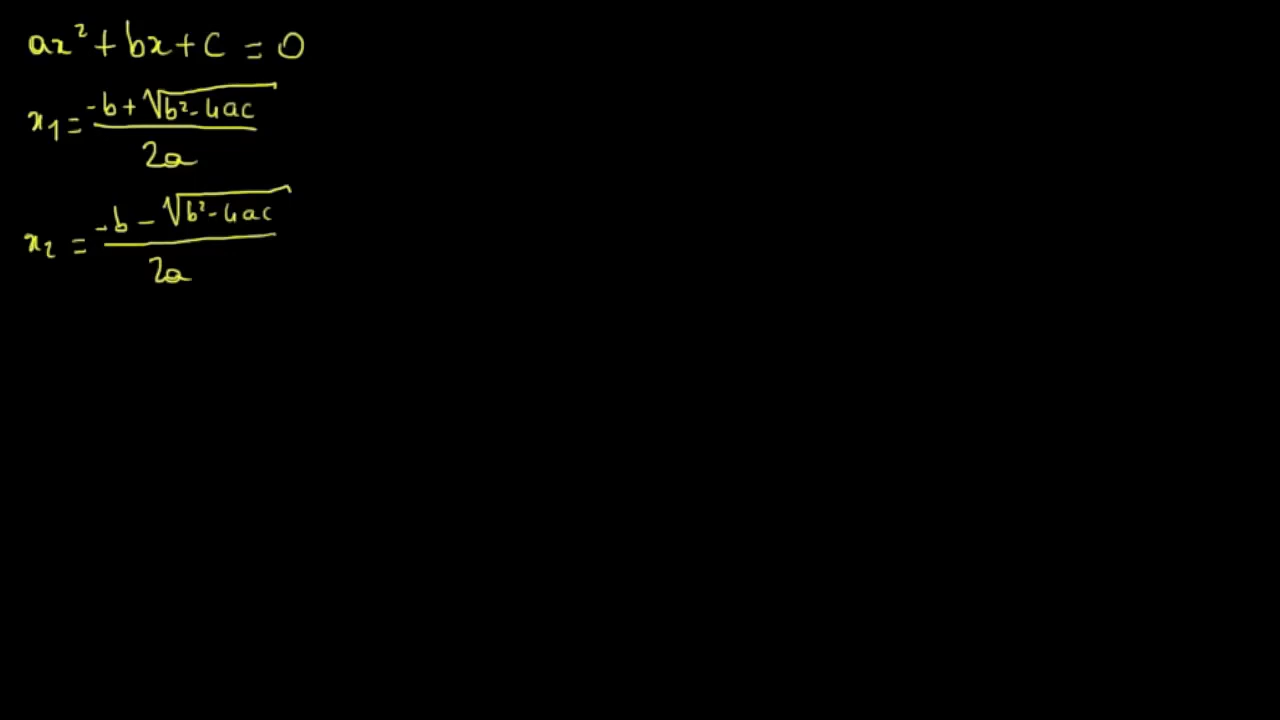 ax² + bx + c = 0
x₁ = (-b + √(b² - 4ac)) / 2a
x₂ = (-b - √(b² - 4ac)) / 2a